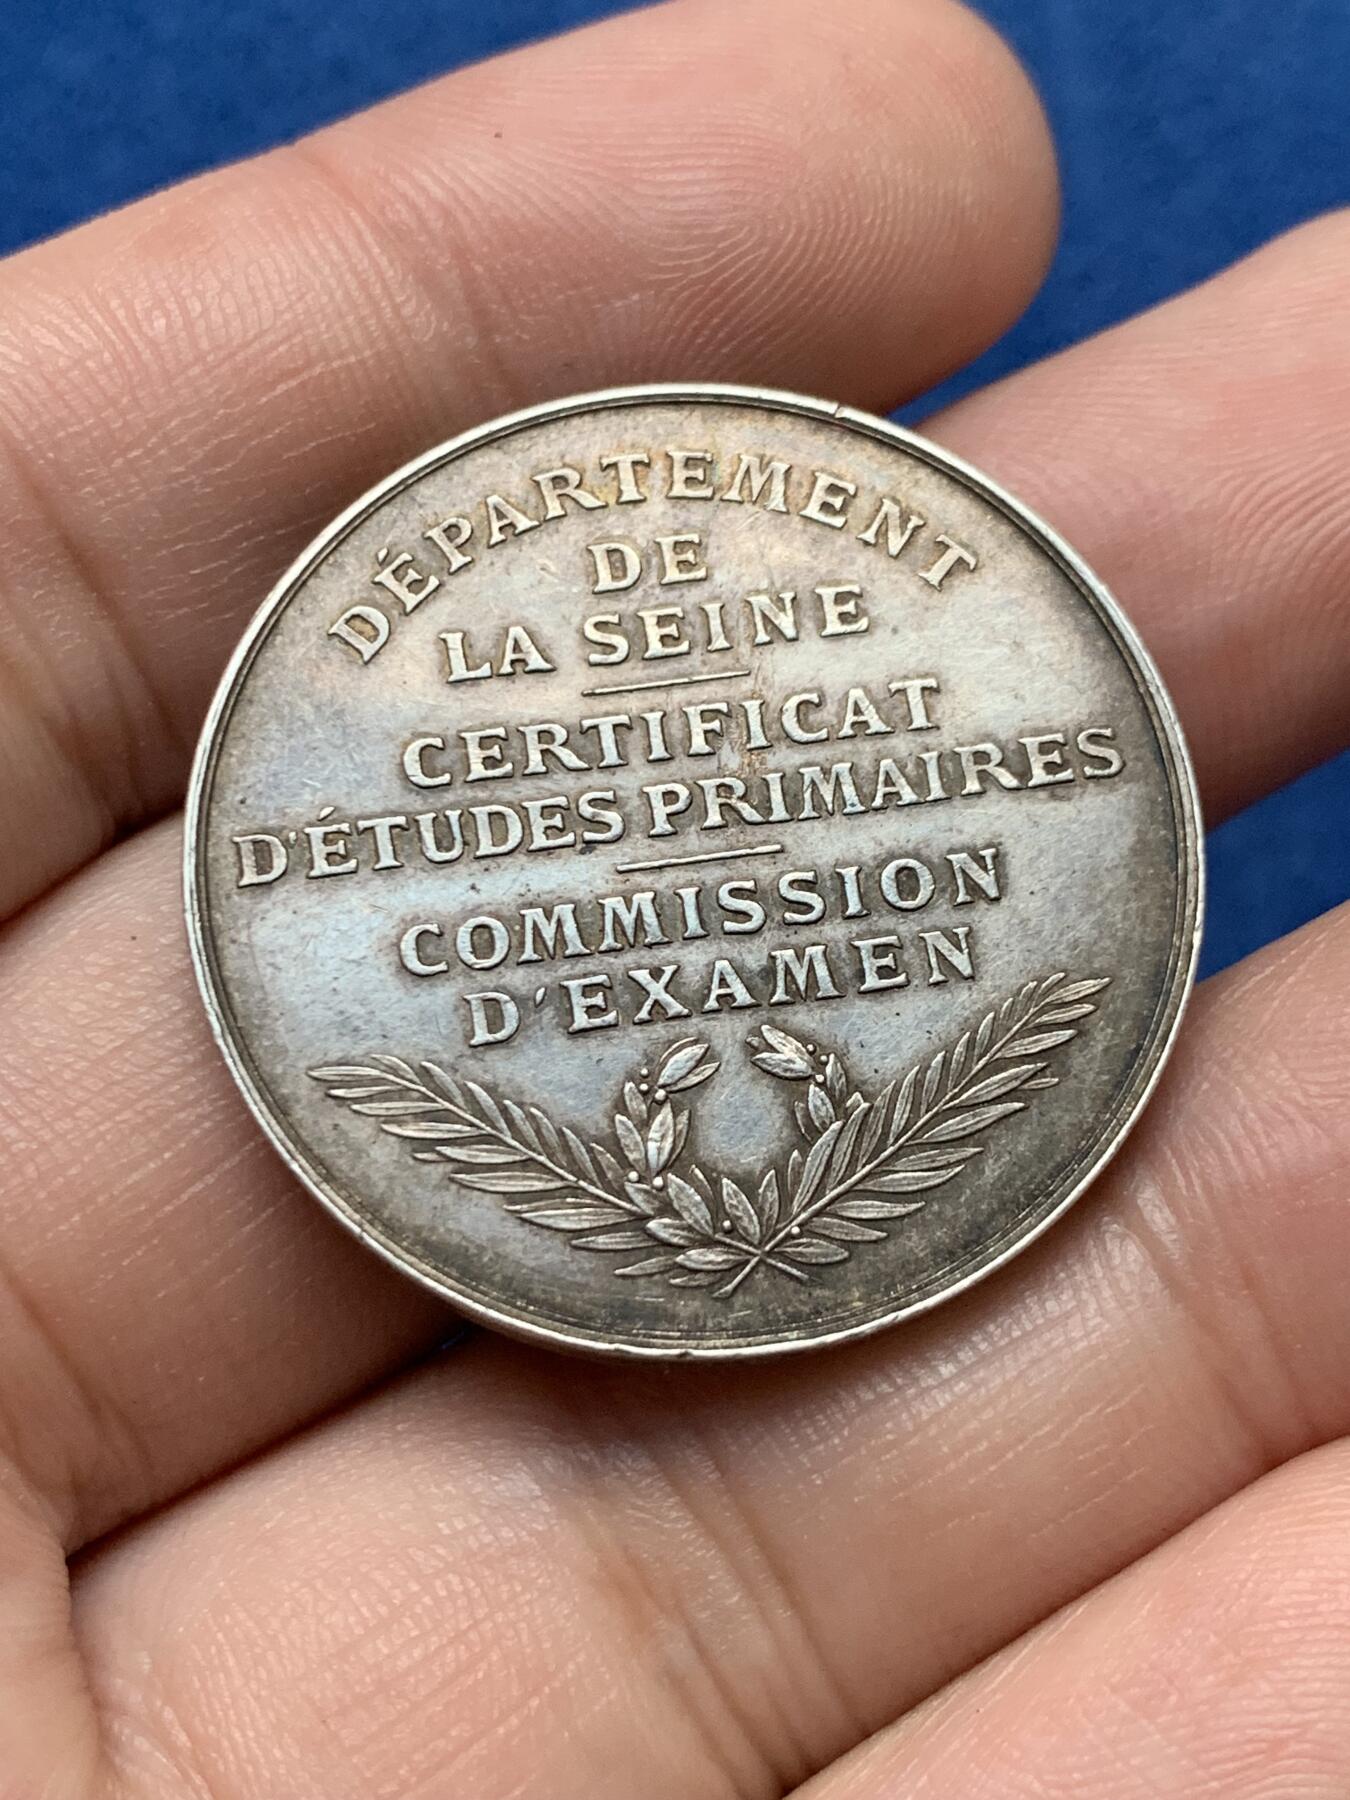 DÉPARTEMENT
DE
LA SEINE
CERTIFICAT
D'ÉTUDES PRIMAIRES
COMMISSION
D'EXAMEN